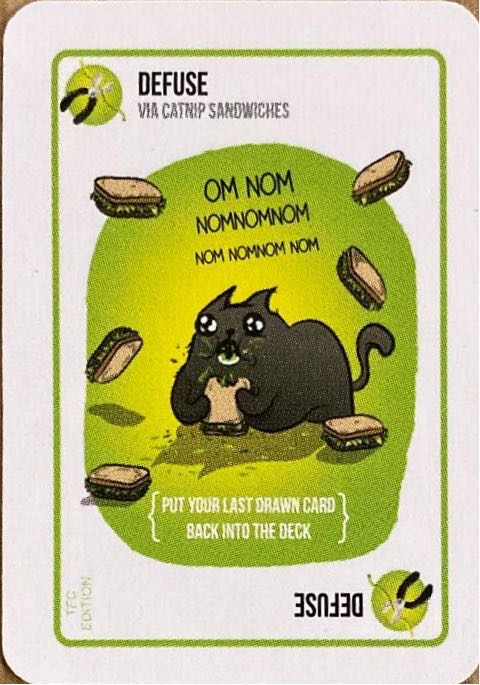 DEFUSE
VIA CATNIP SANDWICHES
OM NOM
NOMNOMNOM
NOM NOMNOM NOM
PUT YOUR LAST DRAWN CARD
BACK INTO THE DECK
TFC
EDITION
DEFUSE